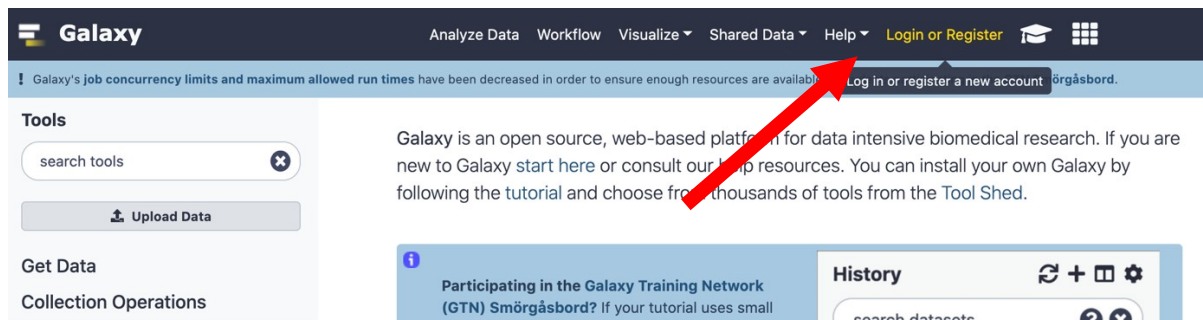 Galaxy
Analyze Data Workflow Visualize Shared Data Help Login or Register
! Galaxy's job concurrency limits and maximum allowed run times have been decreased in order to ensure enough resources are availabl örgåsbord.
Log in or register a new account
Tools
search tools
Upload Data
Get Data
Collection Operations
Galaxy is an open source, web-based platform for data intensive biomedical research. If you are
new to Galaxy start here or consult our help resources. You can install your own Galaxy by
following the tutorial and choose from thousands of tools from the Tool Shed.
Participating in the Galaxy Training Network
(GTN) Smörgåsbord? If your tutorial uses small
History
search datasets